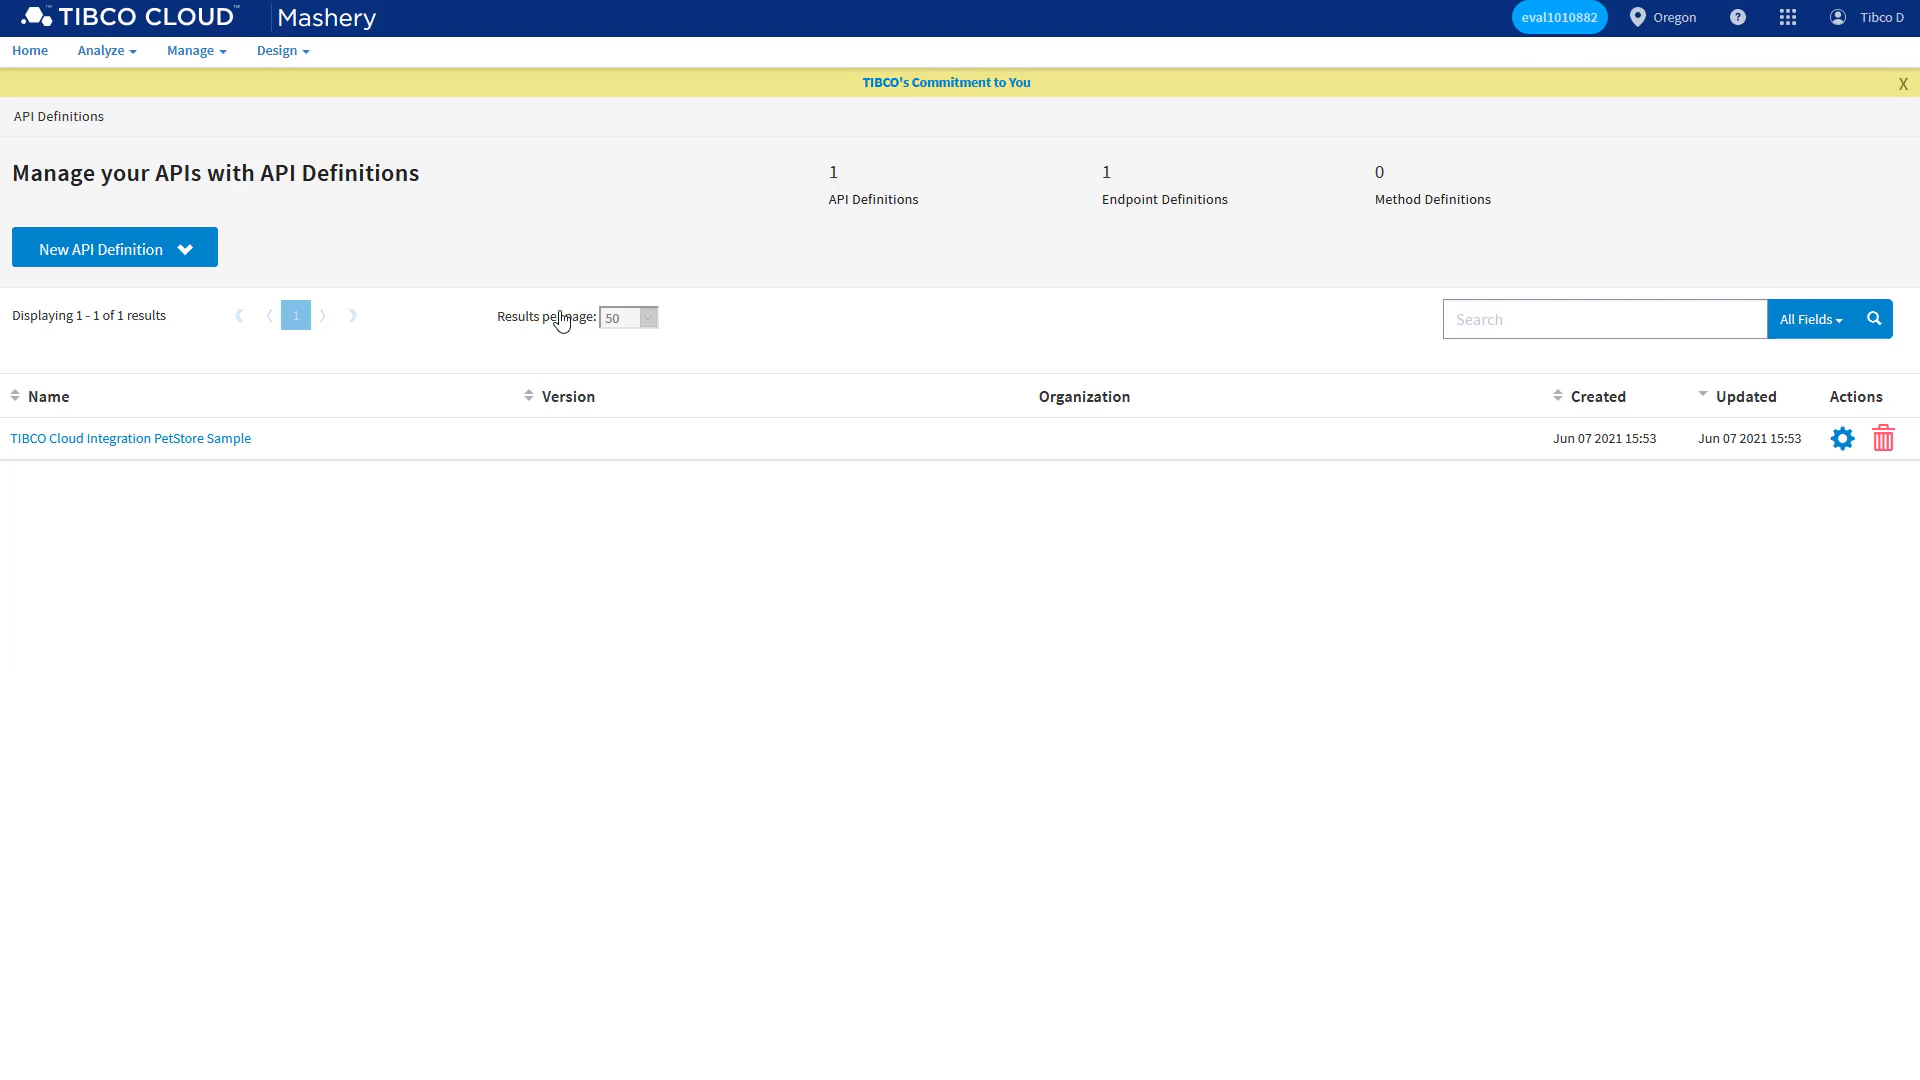 TIBCO CLOUD™ Mashery eval1010882 Oregon ? Tibco D
Home Analyze Manage Design
TIBCO's Commitment to You X
API Definitions
Manage your APIs with API Definitions
1 1 0
API Definitions Endpoint Definitions Method Definitions
New API Definition
Displaying 1 - 1 of 1 results 1 Results per page: 50 Search All Fields
Name Version Organization Created Updated Actions
TIBCO Cloud Integration PetStore Sample Jun 07 2021 15:53 Jun 07 2021 15:53